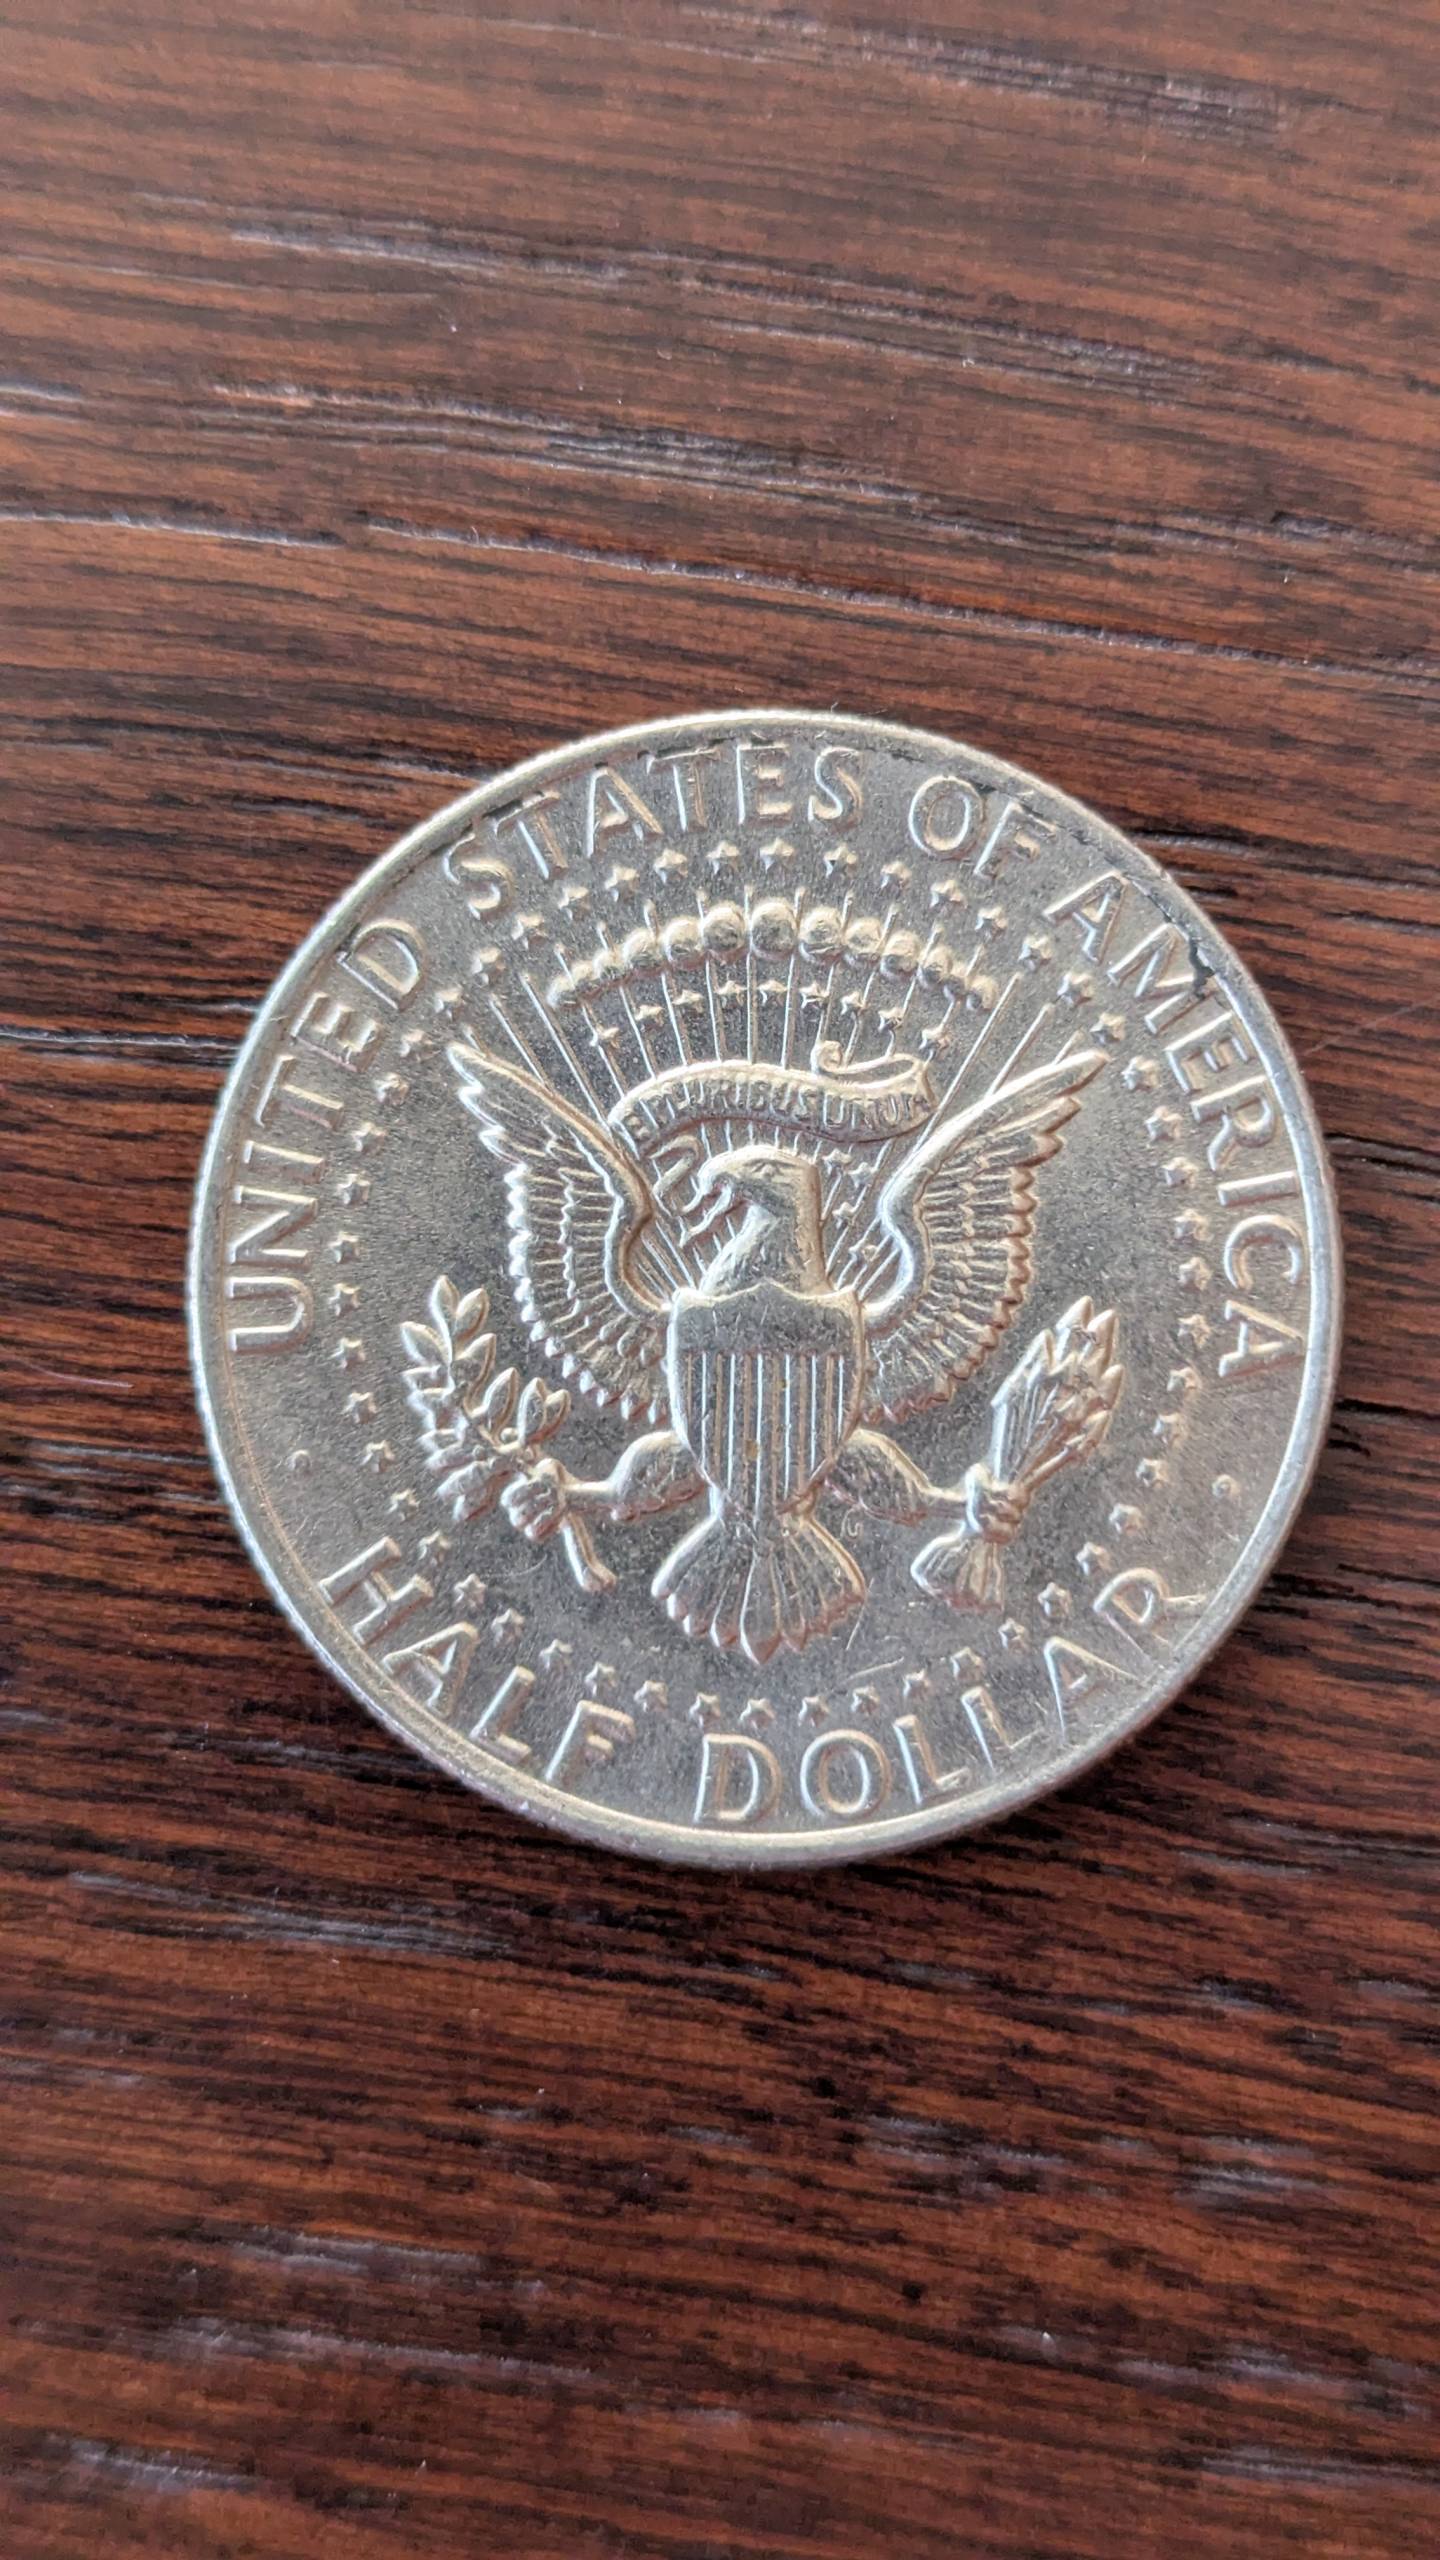 UNITED STATES OF AMERICA
E PLURIBUS UNUM
HALF DOLLAR